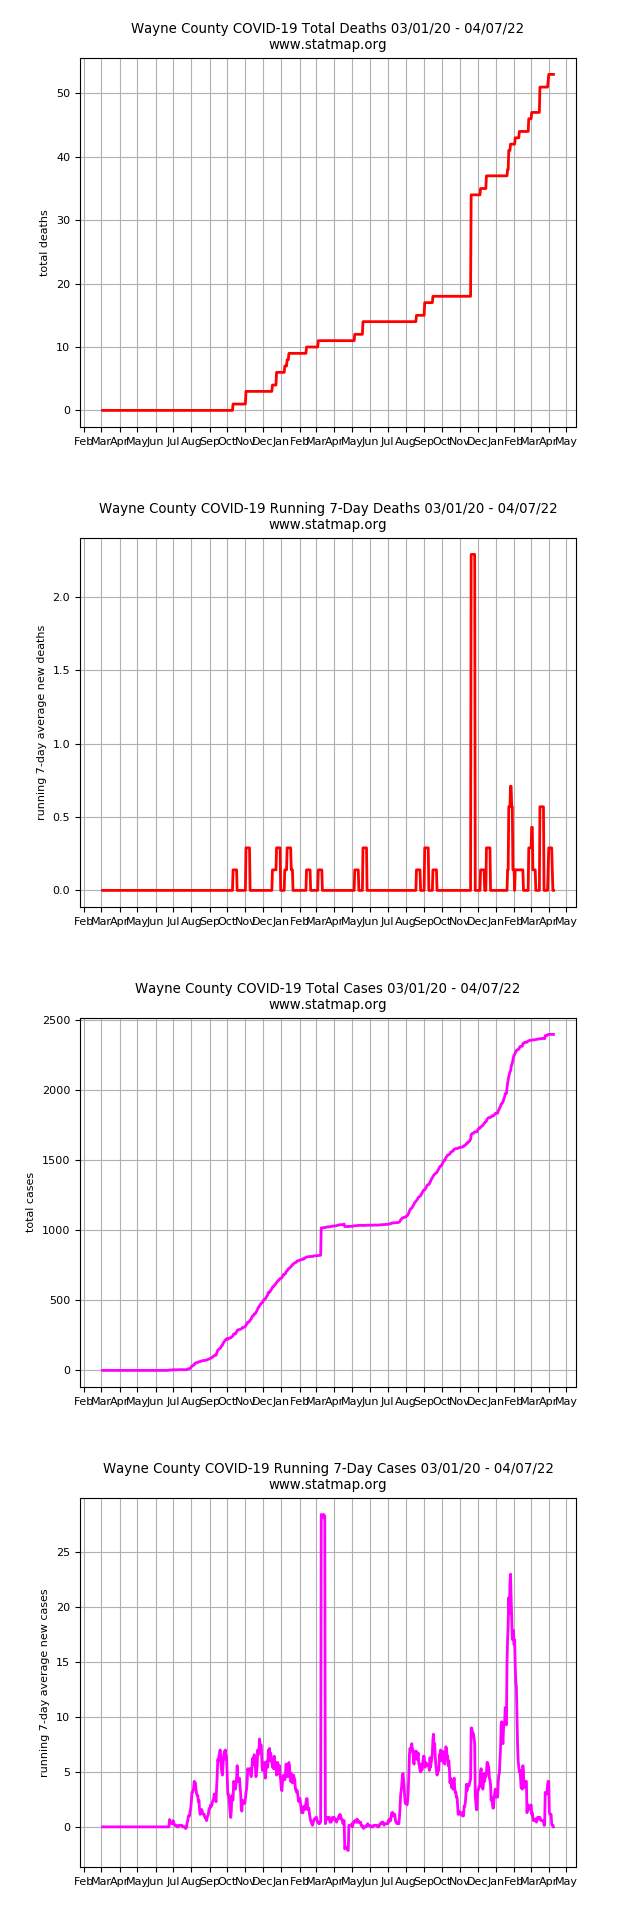 Wayne County COVID-19 Total Deaths 03/01/20 - 04/07/22
www.statmap.org
50
40
30
20
10
0
total deaths
Feb Mar Apr May Jun Jul Aug Sep Oct Nov Dec Jan Feb Mar Apr May Jun Jul Aug Sep Oct Nov Dec Jan Feb Mar Apr May
Wayne County COVID-19 Running 7-Day Deaths 03/01/20 - 04/07/22
www.statmap.org
2.0
1.5
1.0
0.5
0.0
running 7-day average new deaths
Feb Mar Apr May Jun Jul Aug Sep Oct Nov Dec Jan Feb Mar Apr May Jun Jul Aug Sep Oct Nov Dec Jan Feb Mar Apr May
Wayne County COVID-19 Total Cases 03/01/20 - 04/07/22
www.statmap.org
2500
2000
1500
1000
500
0
total cases
Feb Mar Apr May Jun Jul Aug Sep Oct Nov Dec Jan Feb Mar Apr May Jun Jul Aug Sep Oct Nov Dec Jan Feb Mar Apr May
Wayne County COVID-19 Running 7-Day Cases 03/01/20 - 04/07/22
www.statmap.org
25
20
15
10
5
0
running 7-day average new cases
Feb Mar Apr May Jun Jul Aug Sep Oct Nov Dec Jan Feb Mar Apr May Jun Jul Aug Sep Oct Nov Dec Jan Feb Mar Apr May